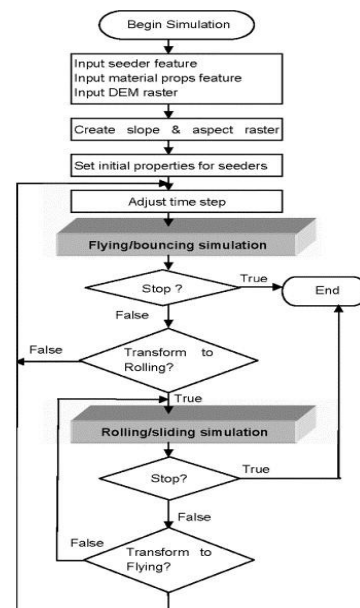 Begin Simulation
Input seeder feature
Input material props feature
Input DEM raster
Create slope & aspect raster
Set initial properties for seeders
Adjust time step
Flying/bouncing simulation
Stop ?
True
End
False
False
Transform to
Rolling?
True
Rolling/sliding simulation
Stop?
True
False
False
Transform to
Flying?